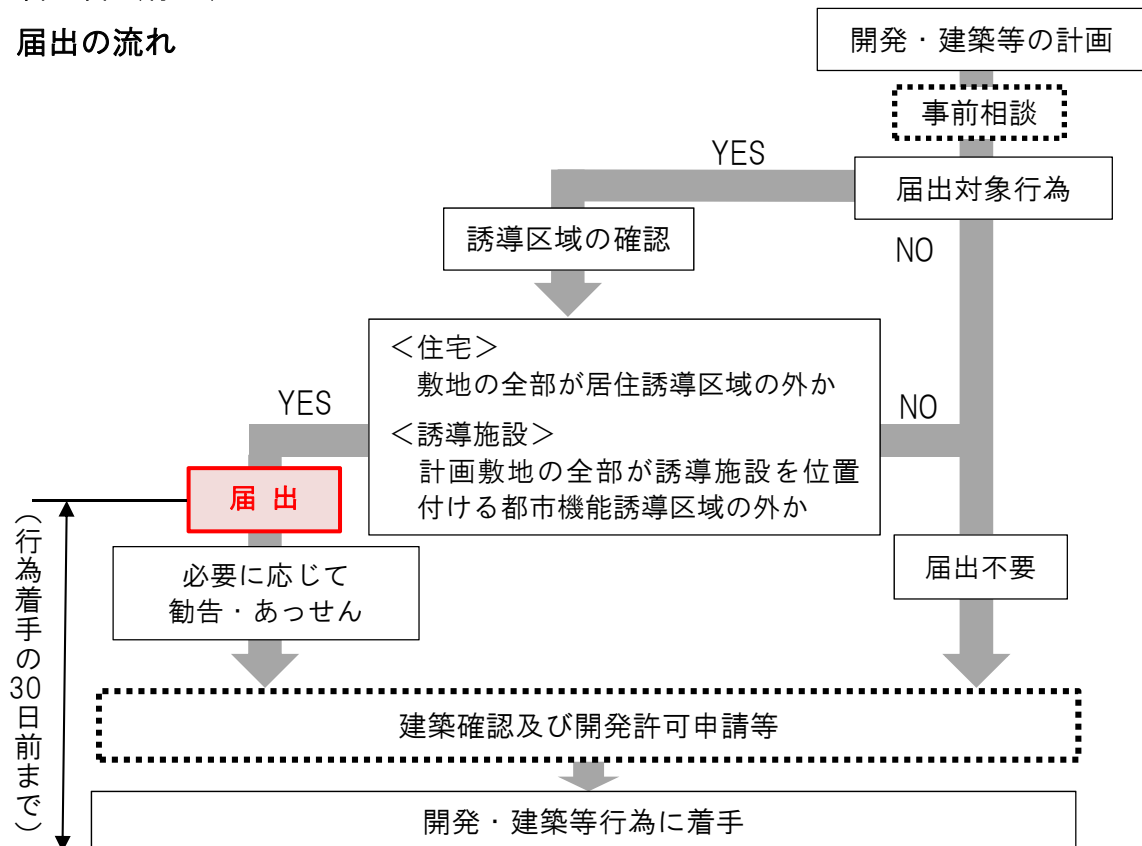 届出の流れ
開発・建築等の計画
事前相談
YES
届出対象行為
誘導区域の確認
NO
＜住宅＞
敷地の全部が居住誘導区域の外か
＜誘導施設＞
計画敷地の全部が誘導施設を位置
付ける都市機能誘導区域の外か
YES
NO
届 出
（行為着手の30日前まで）
必要に応じて
勧告・あっせん
届出不要
建築確認及び開発許可申請等
開発・建築等行為に着手